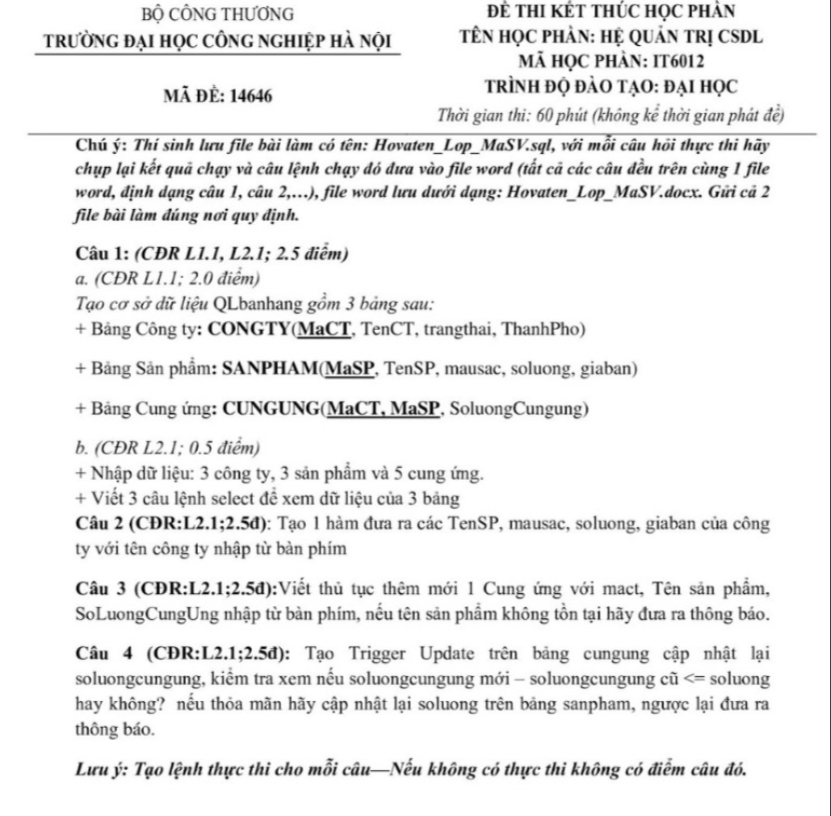 BỘ CÔNG THƯƠNG
TRƯỜNG ĐẠI HỌC CÔNG NGHIỆP HÀ NỘI
MÃ ĐỀ: 14646
ĐỀ THI KẾT THÚC HỌC PHẦN
TÊN HỌC PHẦN: HỆ QUẢN TRỊ CSDL
MÃ HỌC PHẦN: IT6012
TRÌNH ĐỘ ĐÀO TẠO: ĐẠI HỌC
Thời gian thi: 60 phút (không kể thời gian phát đề)
Chú ý: Thí sinh lưu file bài làm có tên: Hovaten_Lop_MaSV.sql, với mỗi câu hỏi thực thi hãy
chụp lại kết quả chạy và câu lệnh chạy đó đưa vào file word (tất cả các câu đều trên cùng 1 file
word, định dạng câu 1, câu 2,...), file word lưu dưới dạng: Hovaten_Lop_MaSV.docx. Gửi cả 2
file bài làm đúng nơi quy định.
Câu 1: (CĐR L1.1, L2.1; 2.5 điểm)
a. (CĐR L1.1; 2.0 điểm)
Tạo cơ sở dữ liệu QLbanhang gồm 3 bảng sau:
+ Bảng Công ty: CONGTY(MaCT, TenCT, trangthai, ThanhPho)
+ Bảng Sản phẩm: SANPHAM(MaSP, TenSP, mausac, soluong, giaban)
+ Bảng Cung ứng: CUNGUNG(MaCT, MaSP, SoluongCungung)
b. (CĐR L2.1; 0.5 điểm)
+ Nhập dữ liệu: 3 công ty, 3 sản phẩm và 5 cung ứng.
+ Viết 3 câu lệnh select để xem dữ liệu của 3 bảng
Câu 2 (CĐR:L2.1;2.5đ): Tạo 1 hàm đưa ra các TenSP, mausac, soluong, giaban của công
ty với tên công ty nhập từ bàn phím
Câu 3 (CĐR:L2.1;2.5đ):Viết thủ tục thêm mới 1 Cung ứng với mact, Tên sản phẩm,
SoLuongCungUng nhập từ bàn phím, nếu tên sản phẩm không tồn tại hãy đưa ra thông báo.
Câu 4 (CĐR:L2.1;2.5đ): Tạo Trigger Update trên bảng cungung cập nhật lại
soluongcungung, kiểm tra xem nếu soluongcungung mới – soluongcungung cũ <= soluong
hay không? nếu thỏa mãn hãy cập nhật lại soluong trên bảng sanpham, ngược lại đưa ra
thông báo.
Lưu ý: Tạo lệnh thực thi cho mỗi câu—Nếu không có thực thi không có điểm câu đó.